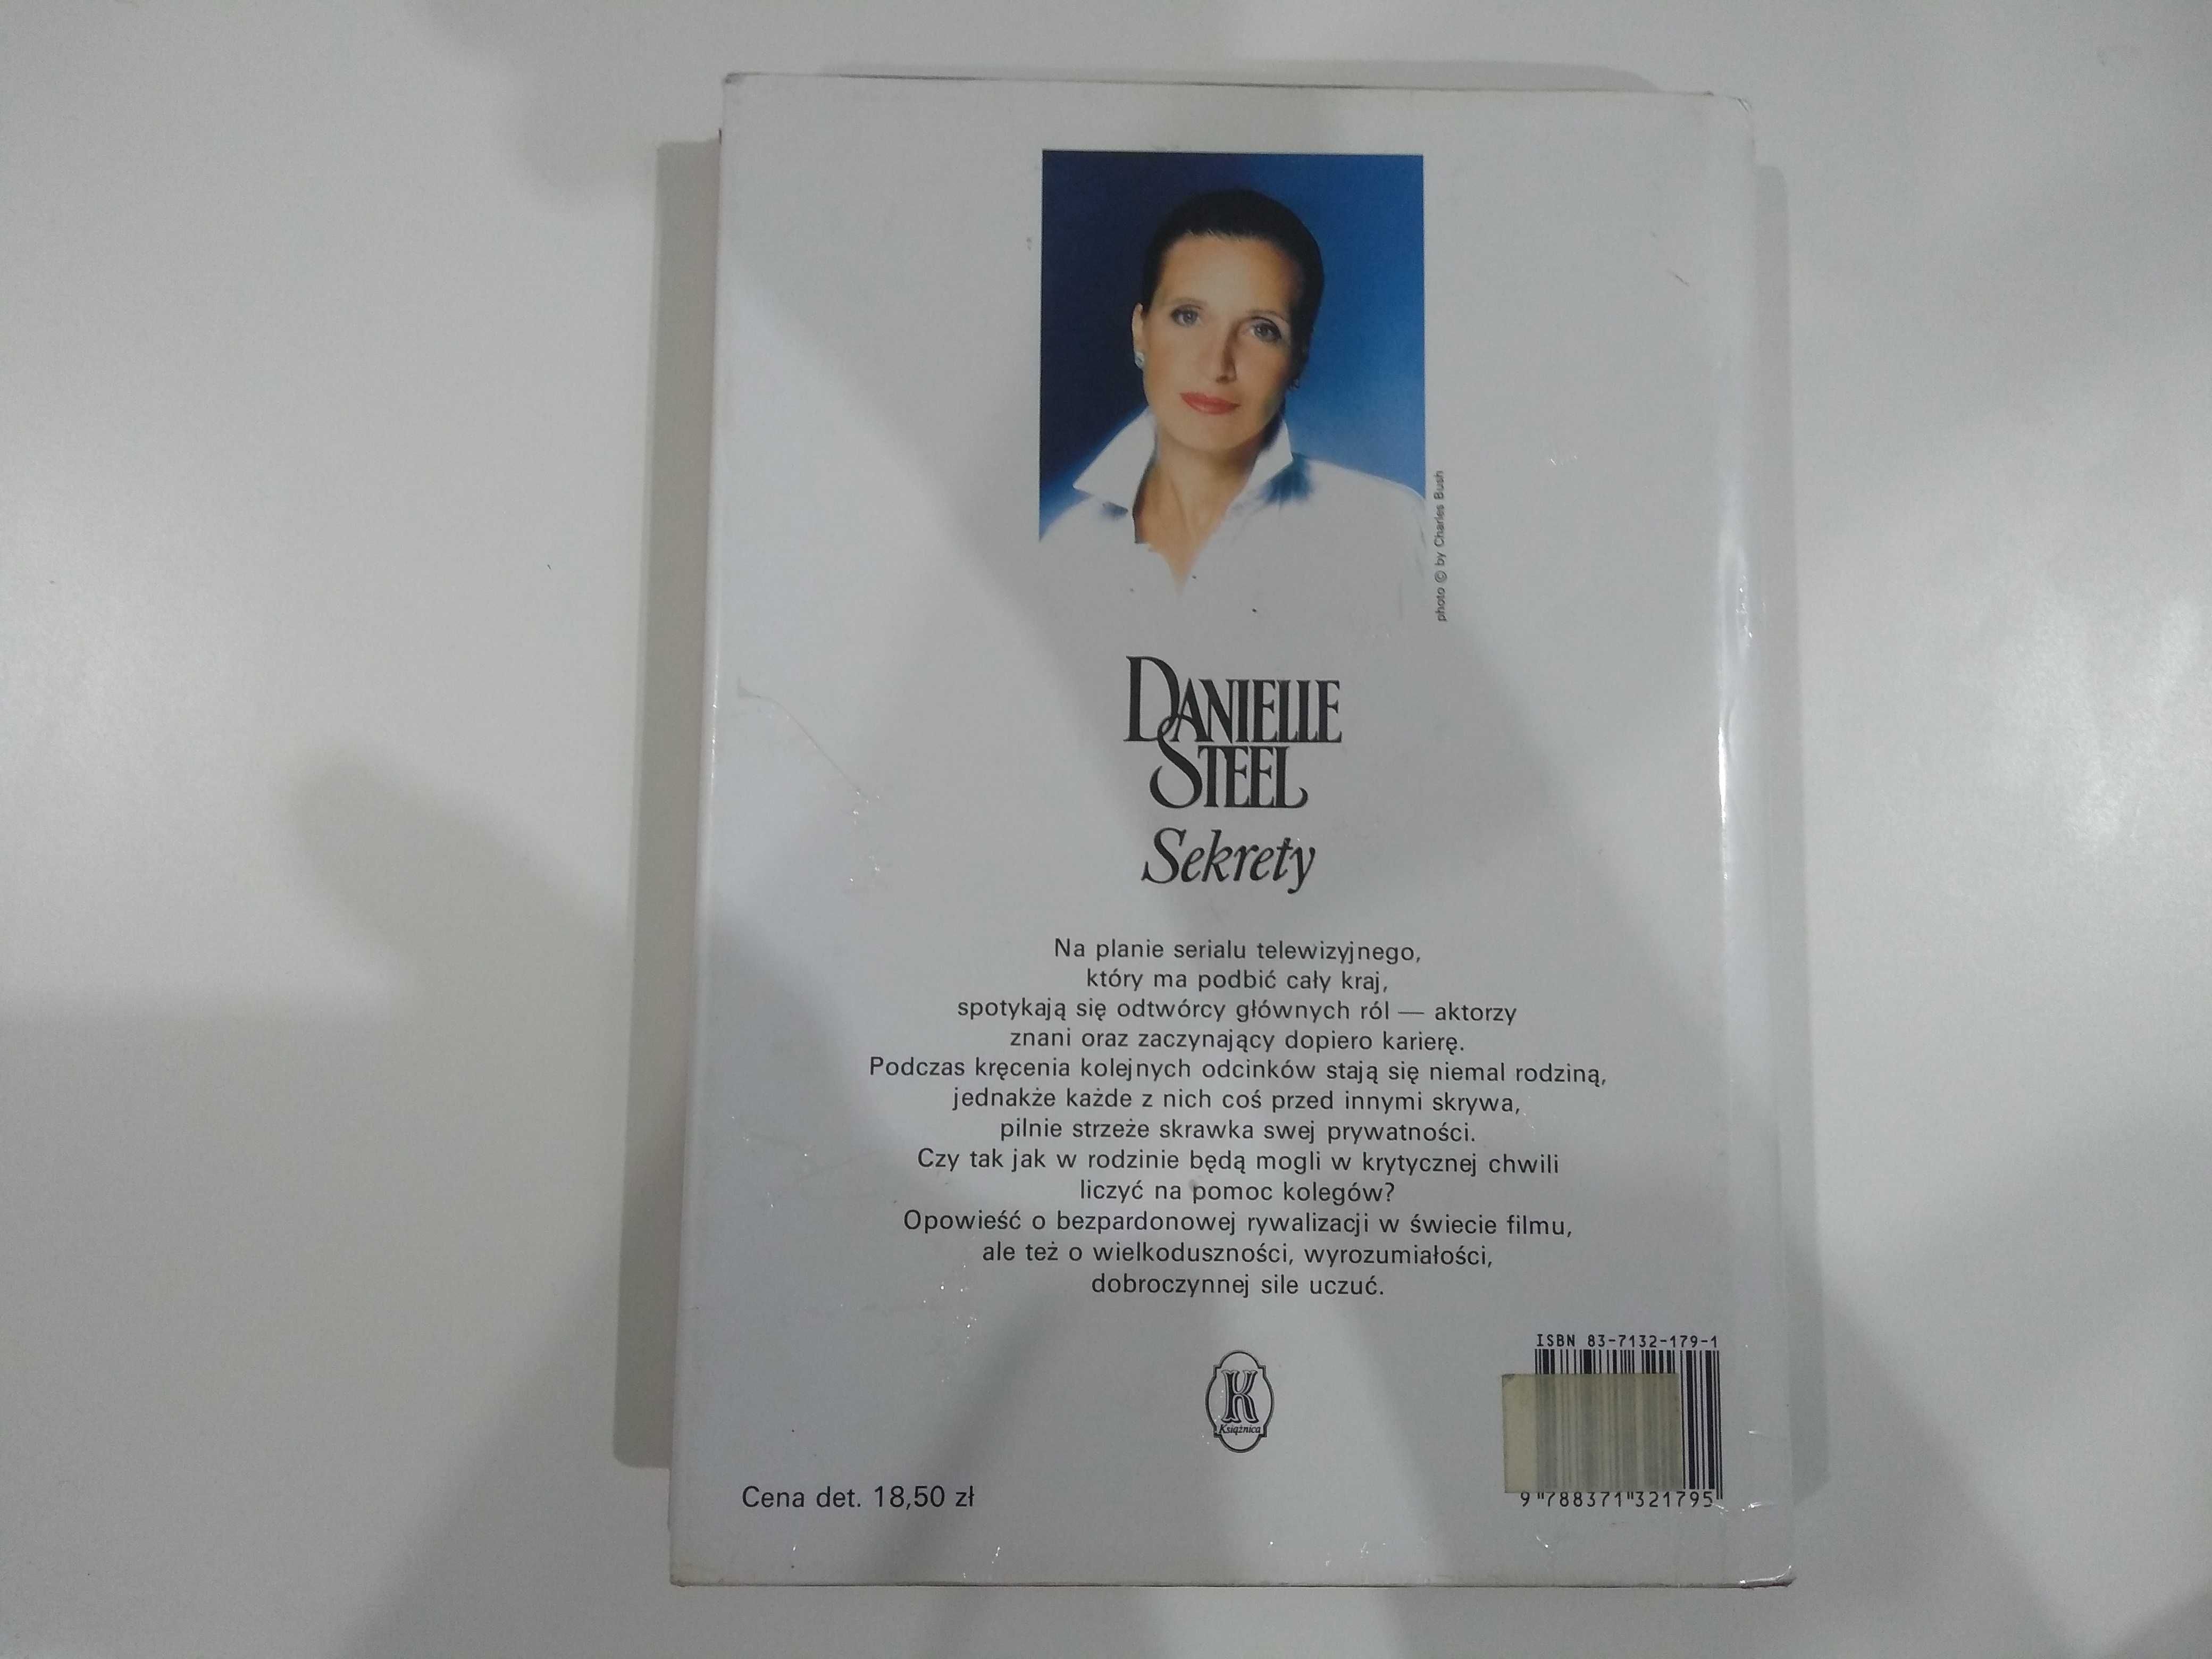 photo © by Charles Bush
DANIELLE
STEEL
Sekrety
Na planie serialu telewizyjnego,
który ma podbić cały kraj,
spotykają się odtwórcy głównych ról — aktorzy
znani oraz zaczynający dopiero karierę.
Podczas kręcenia kolejnych odcinków stają się niemal rodziną,
jednakże każde z nich coś przed innymi skrywa,
pilnie strzeże skrawka swej prywatności.
Czy tak jak w rodzinie będą mogli w krytycznej chwili
liczyć na pomoc kolegów?
Opowieść o bezpardonowej rywalizacji w świecie filmu,
ale też o wielkoduszności, wyrozumiałości,
dobroczynnej sile uczuć.
ISBN 83-7132-179-1
K
Książnica
Cena det. 18,50 zł
9 788371 321795